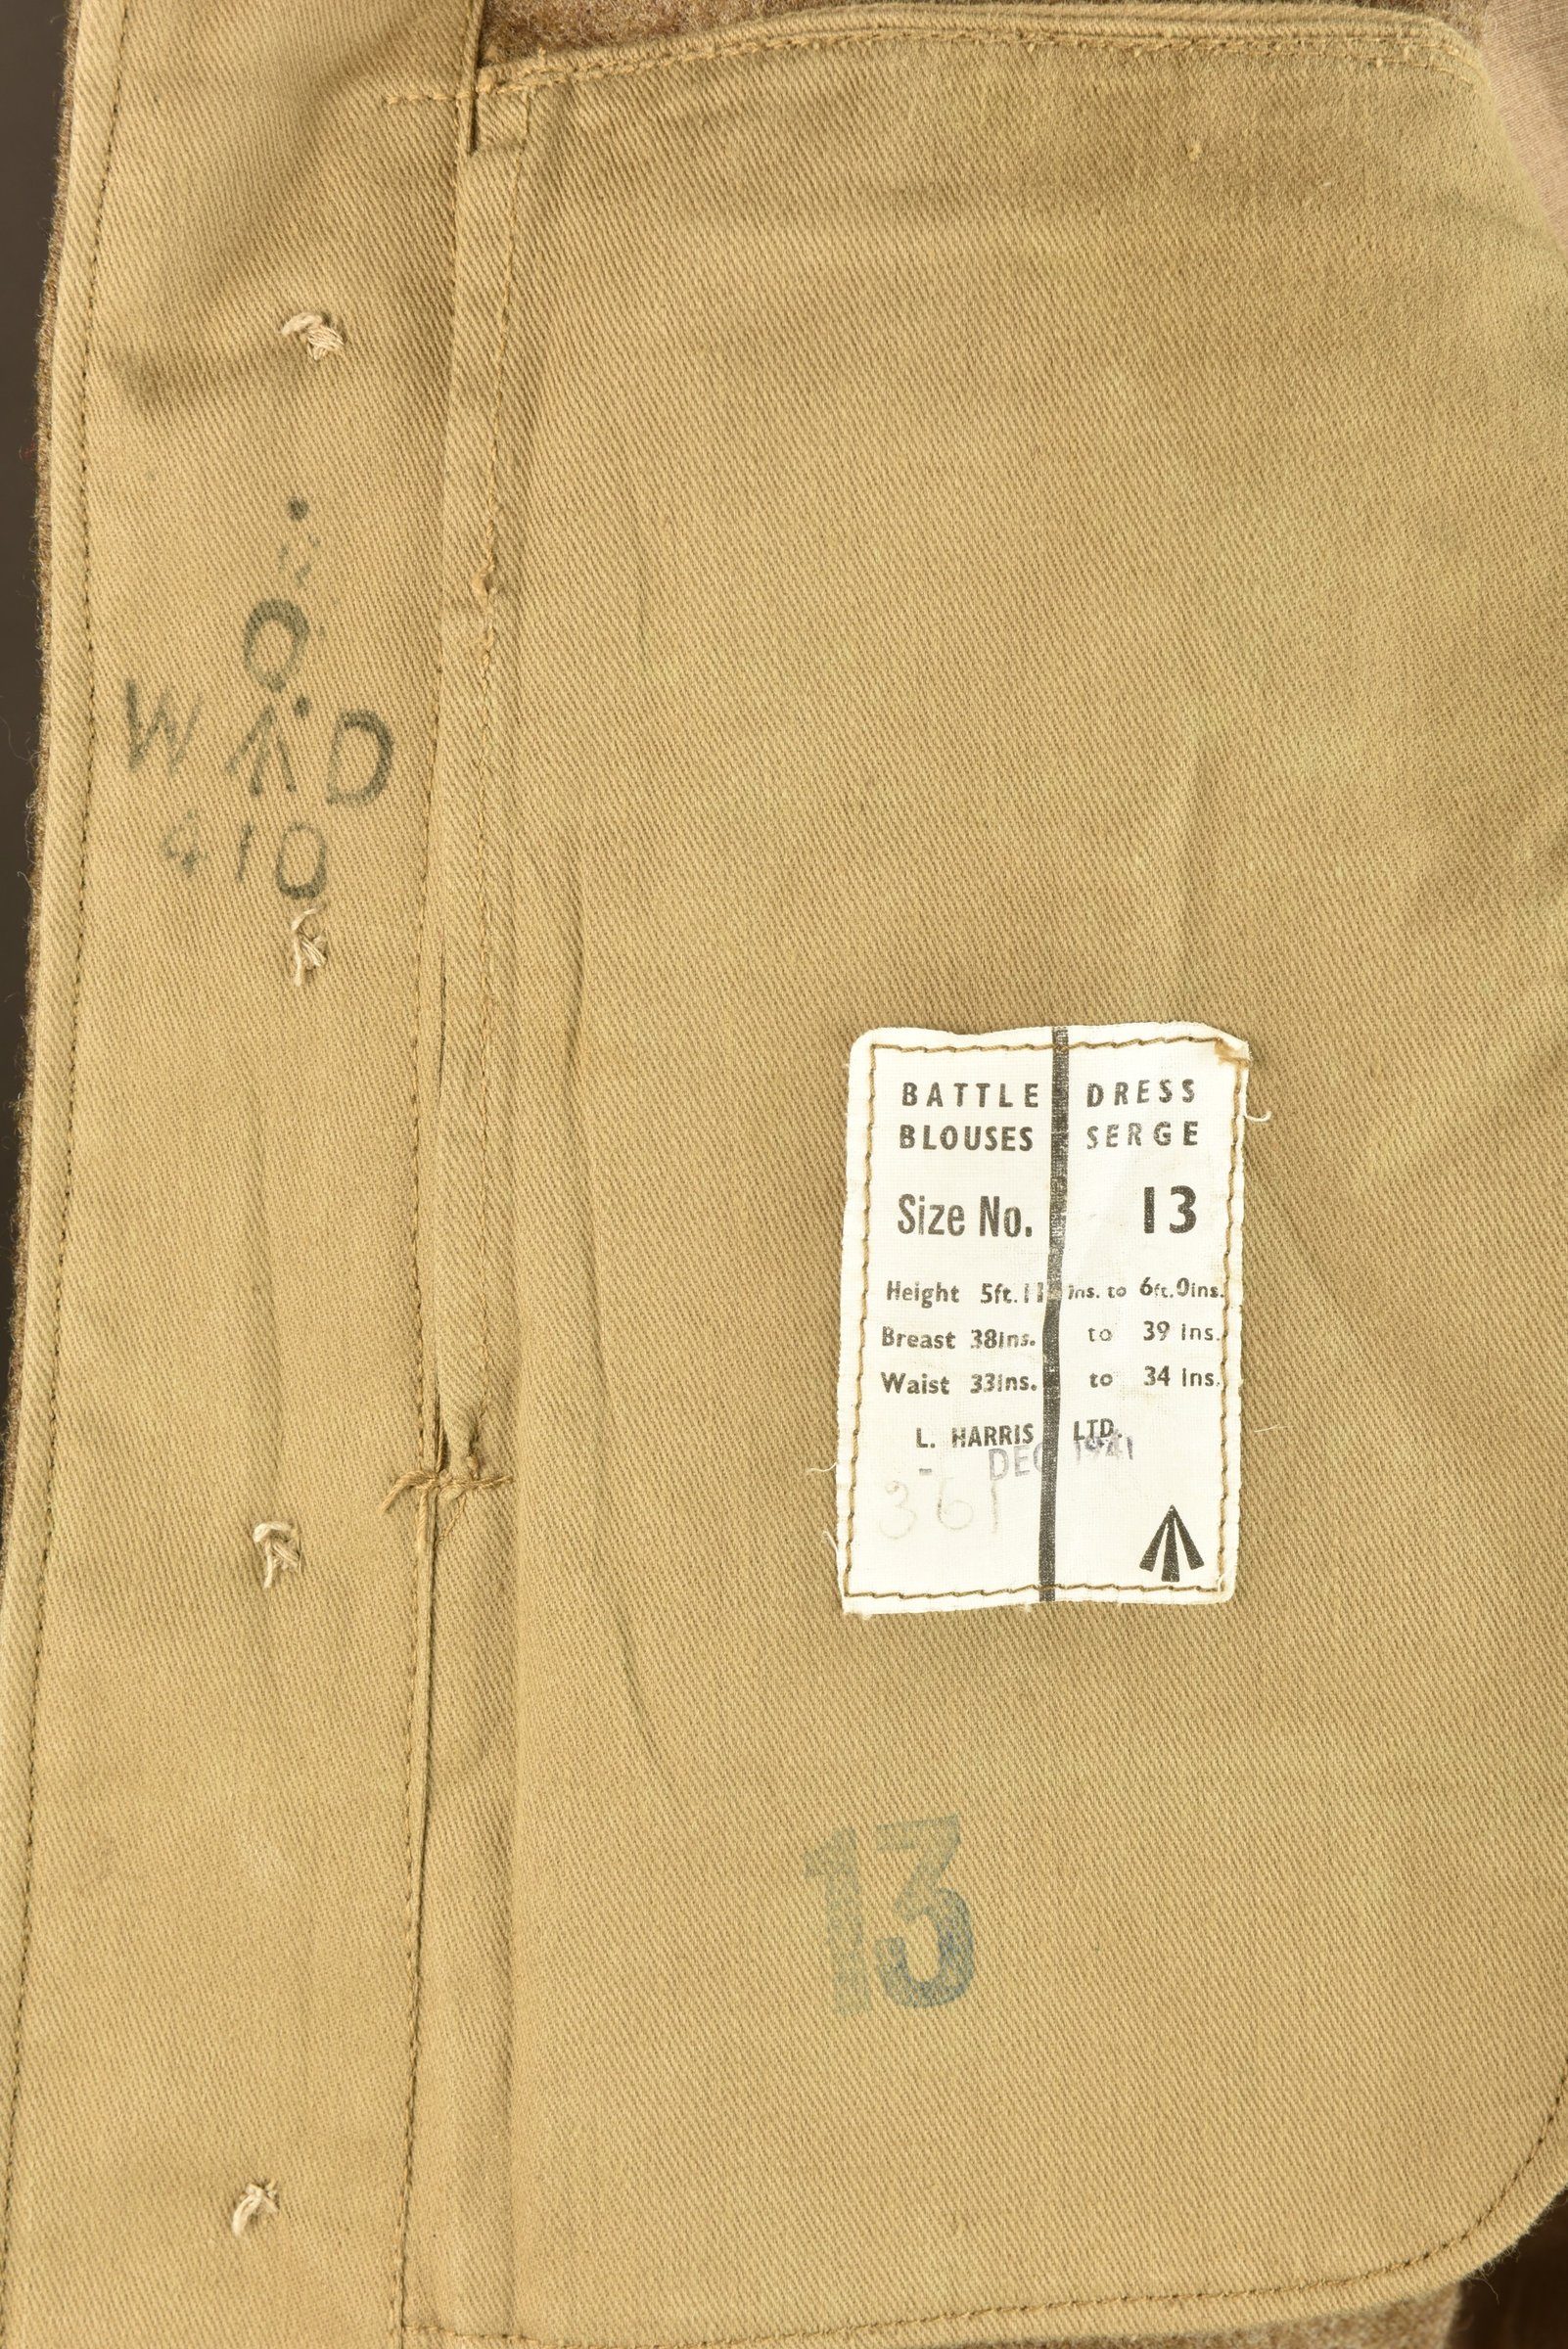 Q
W D
410
BATTLE DRESS
BLOUSES SERGE
Size No. 13
Height 5ft. 11 ins. to 6ft. 0ins.
Breast 38ins. to 39 ins.
Waist 33ins. to 34 ins.
L. HARRIS LTD.
- DEC 1941
361
13